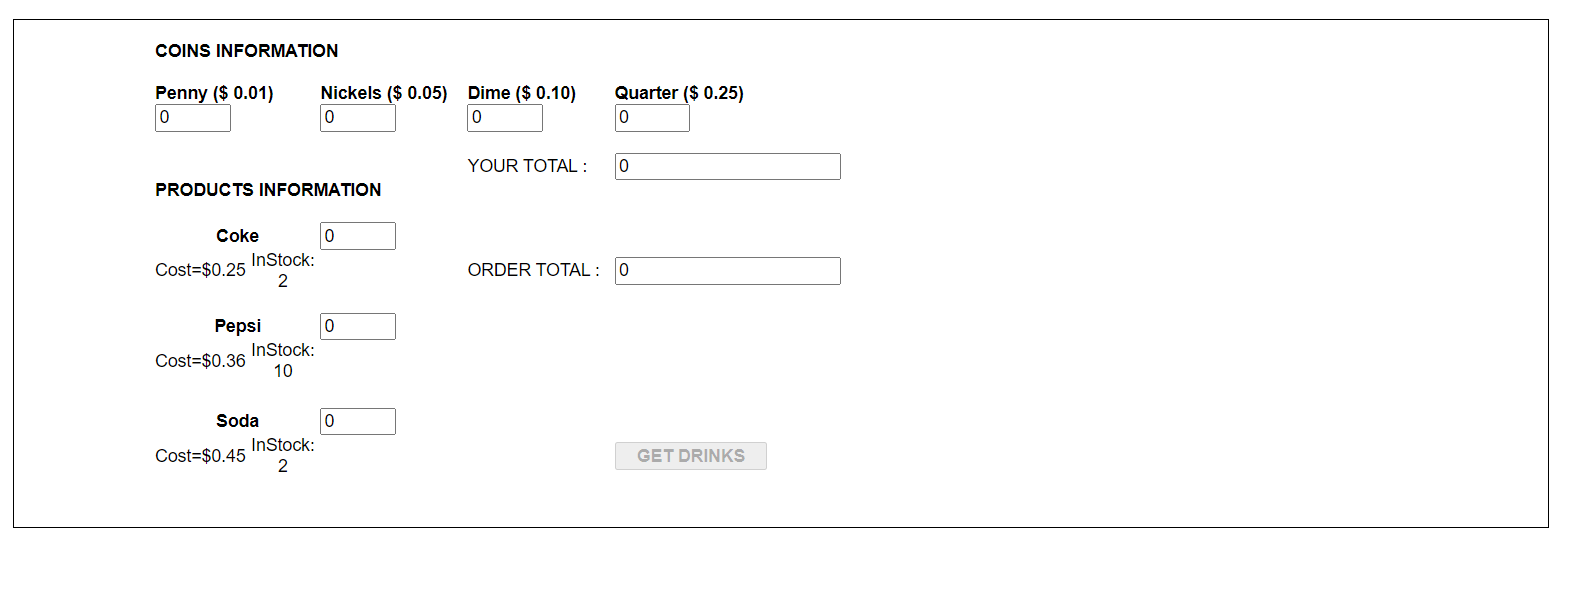 COINS INFORMATION
Penny ($ 0.01) Nickels ($ 0.05) Dime ($ 0.10) Quarter ($ 0.25)
0 0 0 0
YOUR TOTAL : 0
PRODUCTS INFORMATION
Coke 0
Cost=$0.25 InStock: 2
ORDER TOTAL : 0
Pepsi 0
Cost=$0.36 InStock: 10
Soda 0
Cost=$0.45 InStock: 2
GET DRINKS